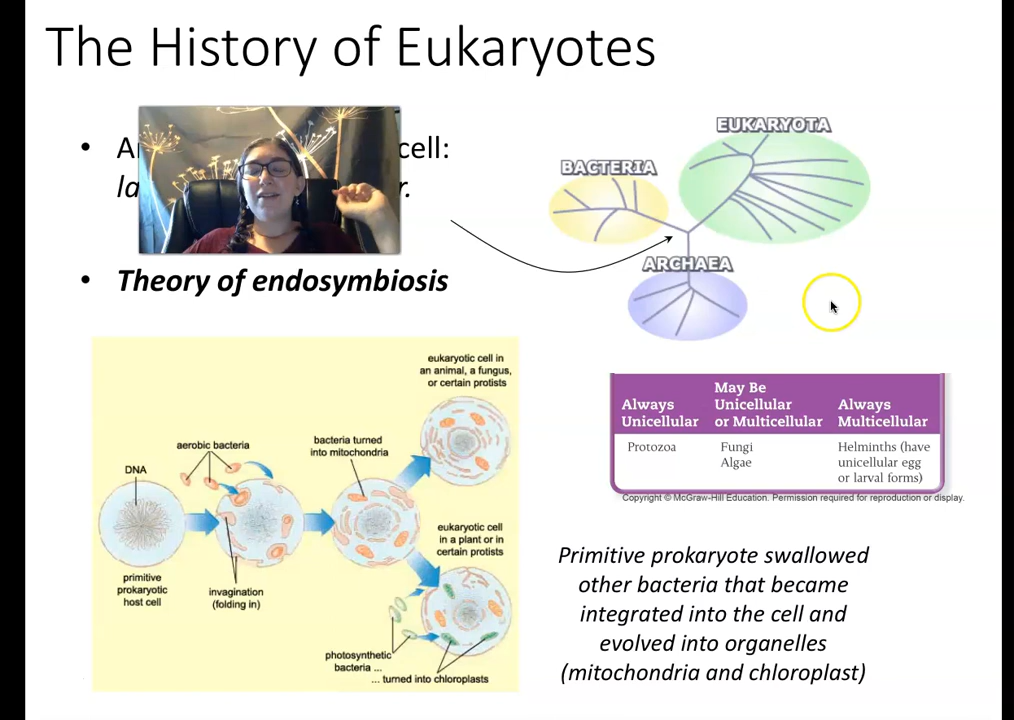 The History of Eukaryotes
• cell:
• Theory of endosymbiosis
EUKARYOTA
BACTERIA
ARCHAEA
eukaryotic cell in
an animal, a fungus,
or certain protists
aerobic bacteria
bacteria turned
into mitochondria
DNA
eukaryotic cell
in a plant or in
certain protists
primitive
prokaryotic
host cell
invagination
(folding in)
photosynthetic
bacteria ...
... turned into chloroplasts
Always
Unicellular
May Be
Unicellular
or Multicellular
Always
Multicellular
Protozoa
Fungi
Algae
Helminths (have
unicellular egg
or larval forms)
Copyright © McGraw-Hill Education. Permission required for reproduction or display.
Primitive prokaryote swallowed
other bacteria that became
integrated into the cell and
evolved into organelles
(mitochondria and chloroplast)